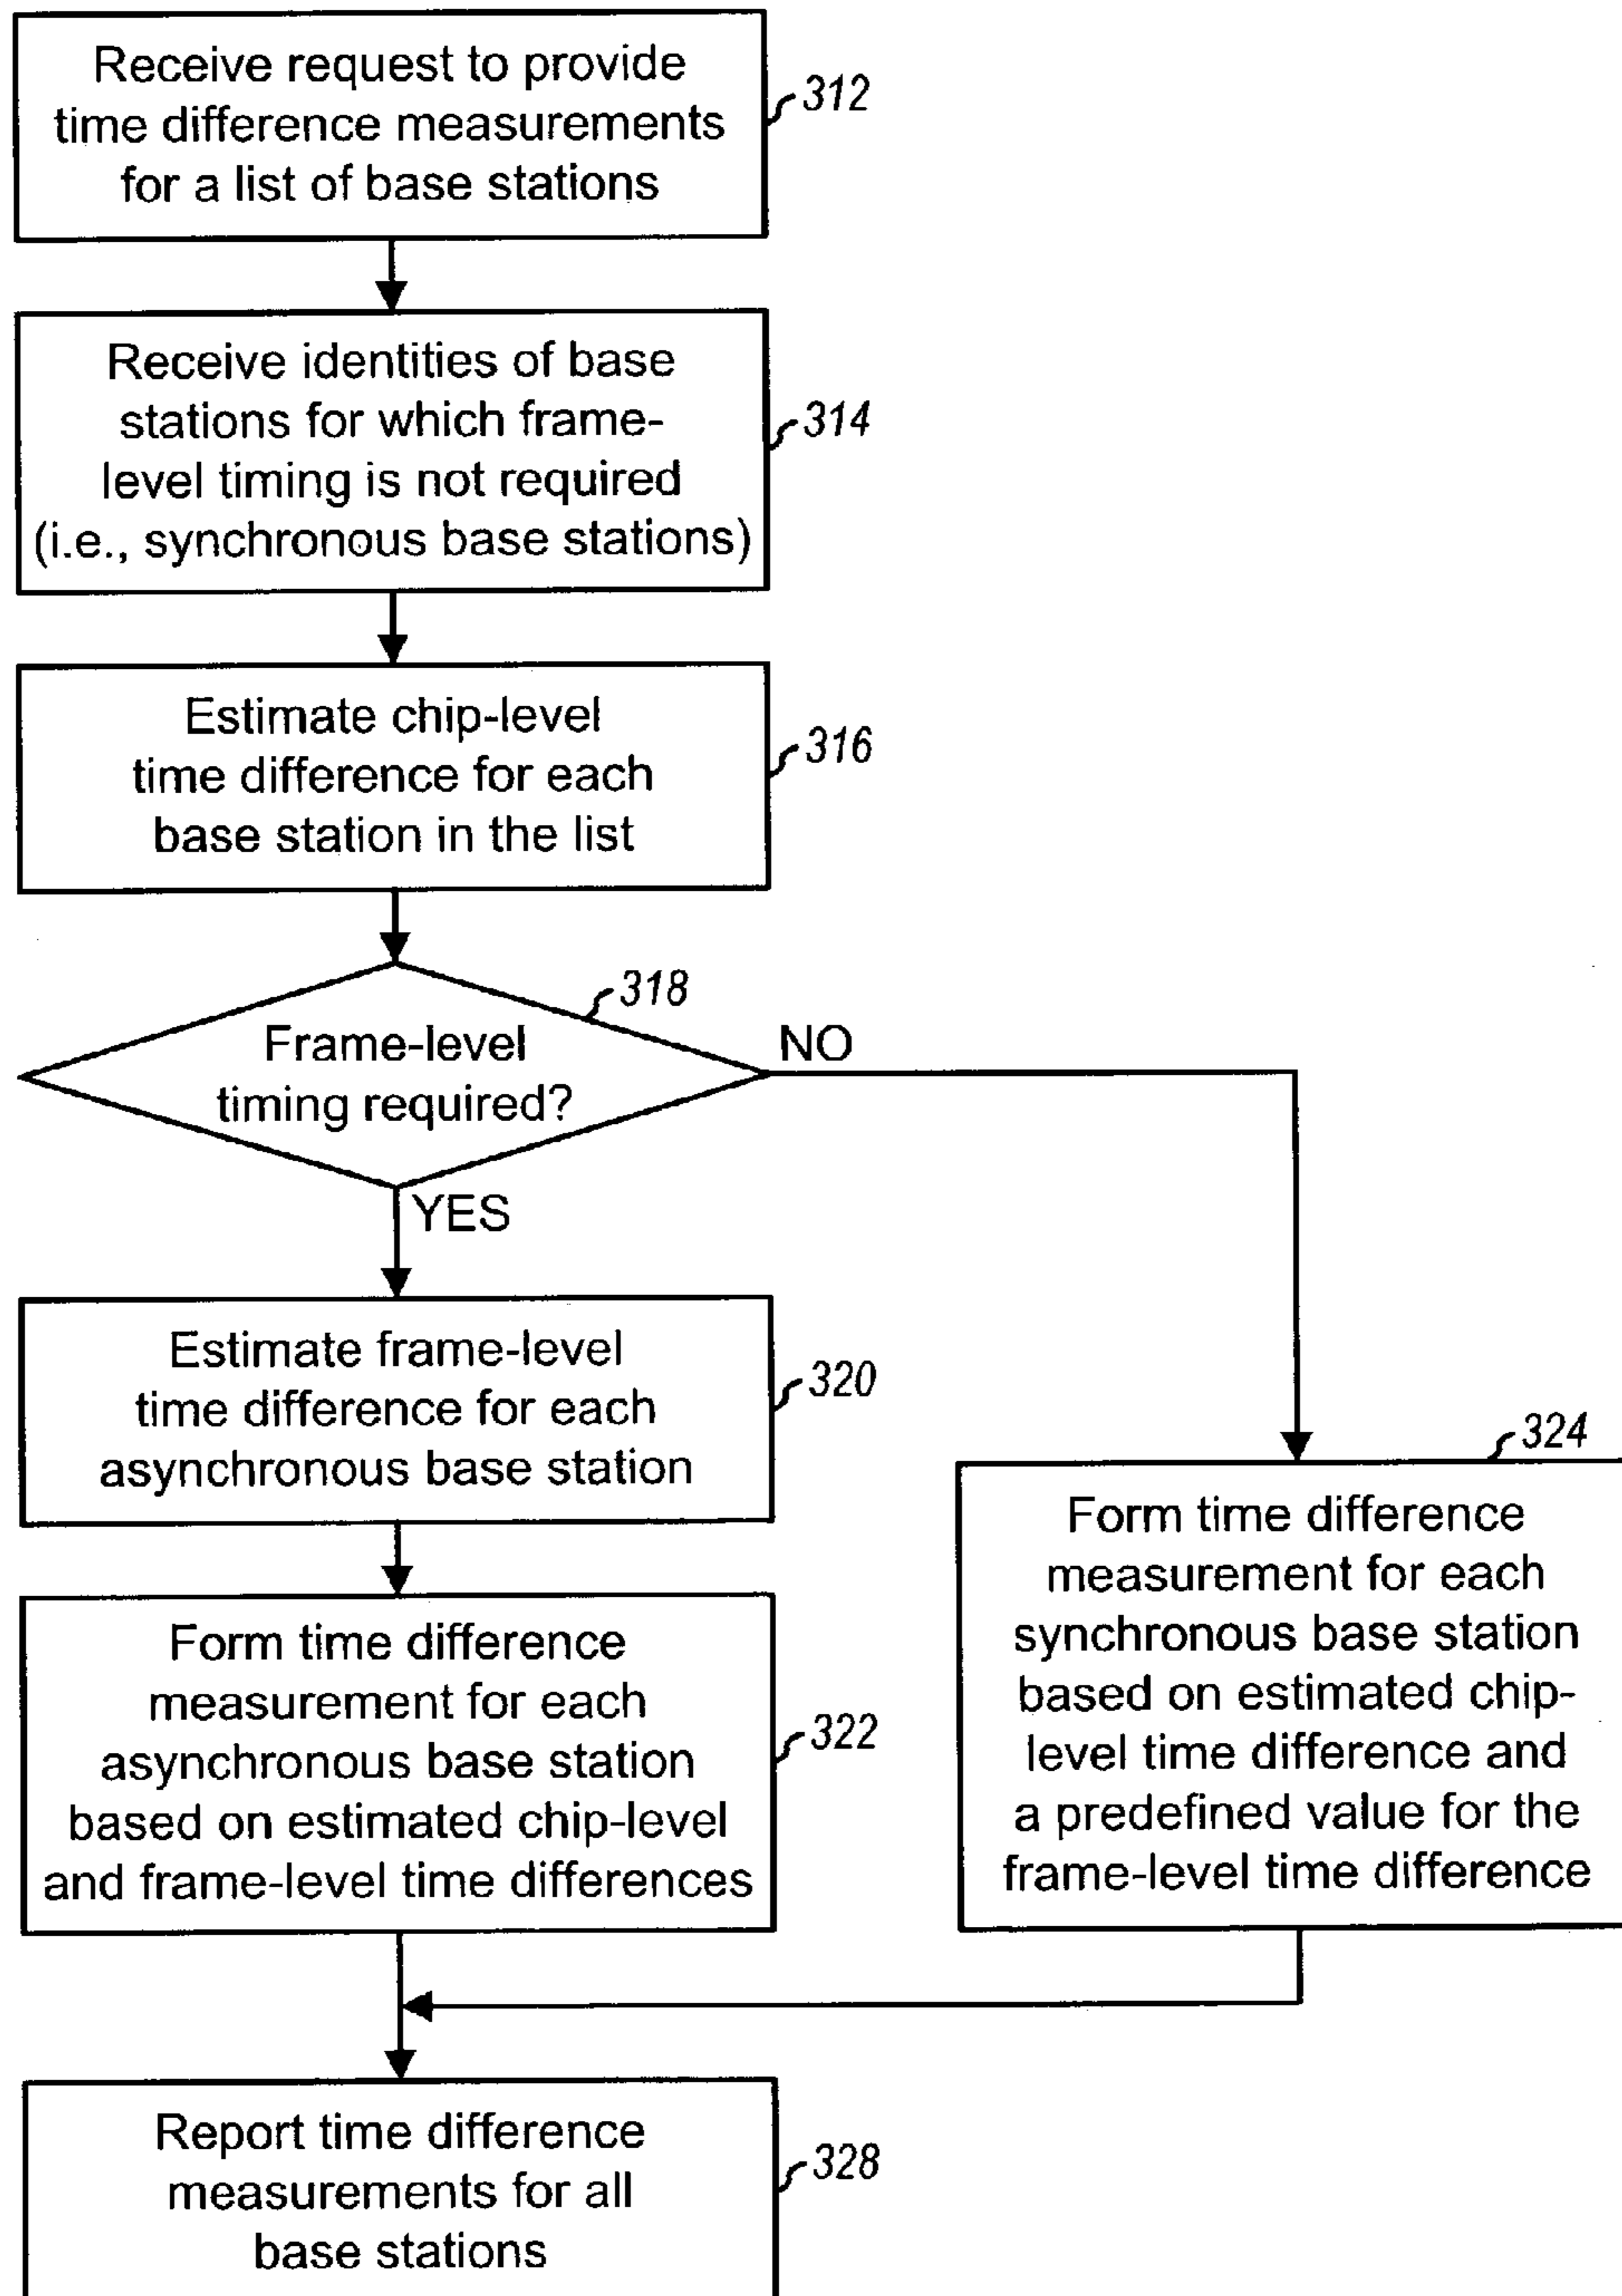 Receive request to provide
time difference measurements
for a list of base stations
312
Receive identities of base
stations for which frame-
level timing is not required
(i.e., synchronous base stations)
314
Estimate chip-level
time difference for each
base station in the list
316
318
Frame-level
timing required?
NO
YES
Estimate frame-level
time difference for each
asynchronous base station
320
324
Form time difference
measurement for each
synchronous base station
based on estimated chip-
level time difference and
a predefined value for the
frame-level time difference
Form time difference
measurement for each
asynchronous base station
based on estimated chip-level
and frame-level time differences
322
Report time difference
measurements for all
base stations
328